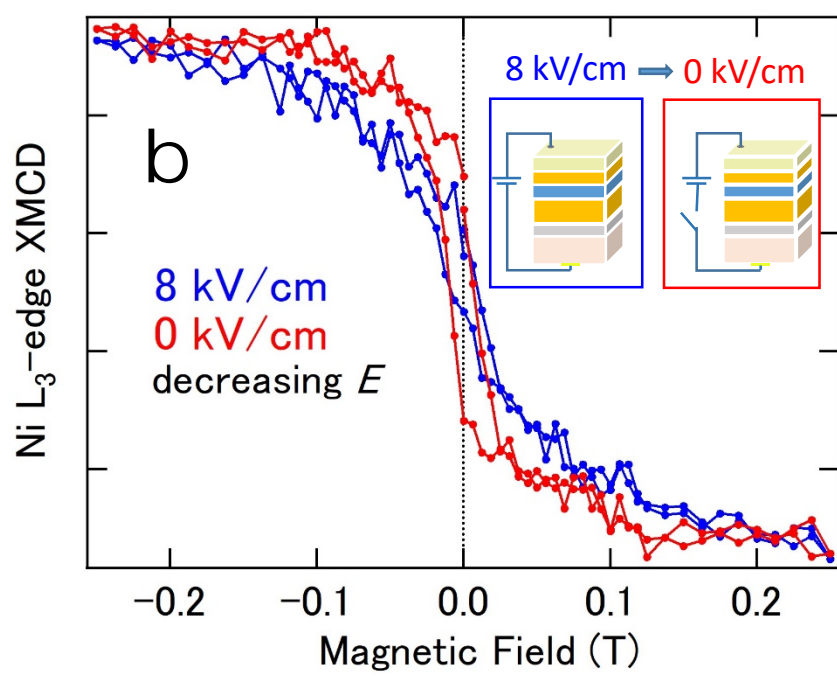 b
8 kV/cm → 0 kV/cm
8 kV/cm
0 kV/cm
decreasing E
Ni L₃-edge XMCD
−0.2 −0.1 0.0 0.1 0.2
Magnetic Field (T)